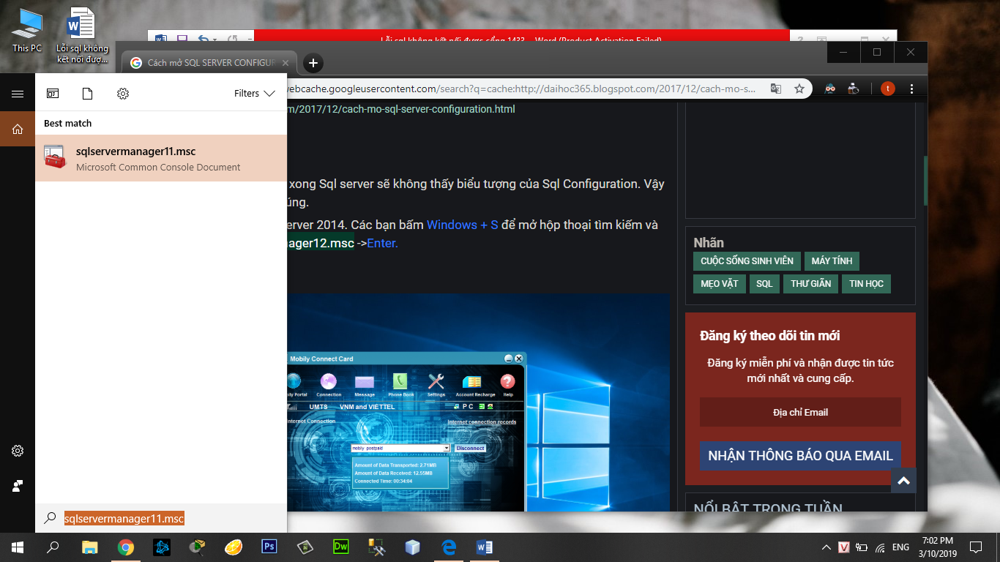 This PC
Lỗi sql không
kết nối đượ...
Lỗi sql không kết nối được cổng 1433 - Word (Product Activation Failed)
Cách mở SQL SERVER CONFIGUR
webcache.googleusercontent.com/search?q=cache:http://daihoc365.blogspot.com/2017/12/cach-mo-s...
t
Filters
Best match
sqlservermanager11.msc
Microsoft Common Console Document
sqlservermanager11.msc
m/2017/12/cach-mo-sql-server-configuration.html
xong Sql server sẽ không thấy biểu tượng của Sql Configuration. Vậy
úng.
erver 2014. Các bạn bấm Windows + S để mở hộp thoại tìm kiếm và
ager12.msc ->Enter.
Mobily Connect Card
ily Portal
Connection
Message
Phone Book
Settings
Account Recharge
Help
UMTS
VNM and VIETTEL
P C
Internet Connection
Internet connection records
mobily postpaid
Disconnect
Amount of Data Transported: 2.71MB
Amount of Data Received: 12.55MB
Connected Time: 00:34:04
Nhãn
CUỘC SỐNG SINH VIÊN
MÁY TÍNH
MẸO VẶT
SQL
THƯ GIÃN
TIN HỌC
Đăng ký theo dõi tin mới
Đăng ký miễn phí và nhận được tin tức
mới nhất và cung cấp.
Địa chỉ Email
NHẬN THÔNG BÁO QUA EMAIL
NỔI BẬT TRONG TUẦN
Ps
Dw
V
ENG
7:02 PM
3/10/2019